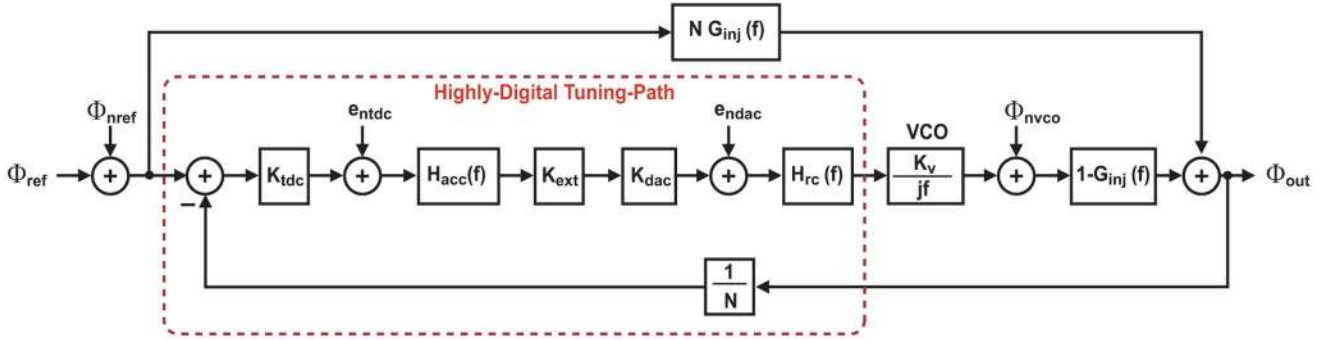 N G_inj (f)
Highly-Digital Tuning-Path
Φ_nref
e_ntdc
e_ndac
VCO
Φ_nvco
Φ_ref
+
+
K_tdc
+
H_acc(f)
K_ext
K_dac
+
H_rc (f)
K_v
jf
+
1-G_inj (f)
+
Φ_out
−
1
N